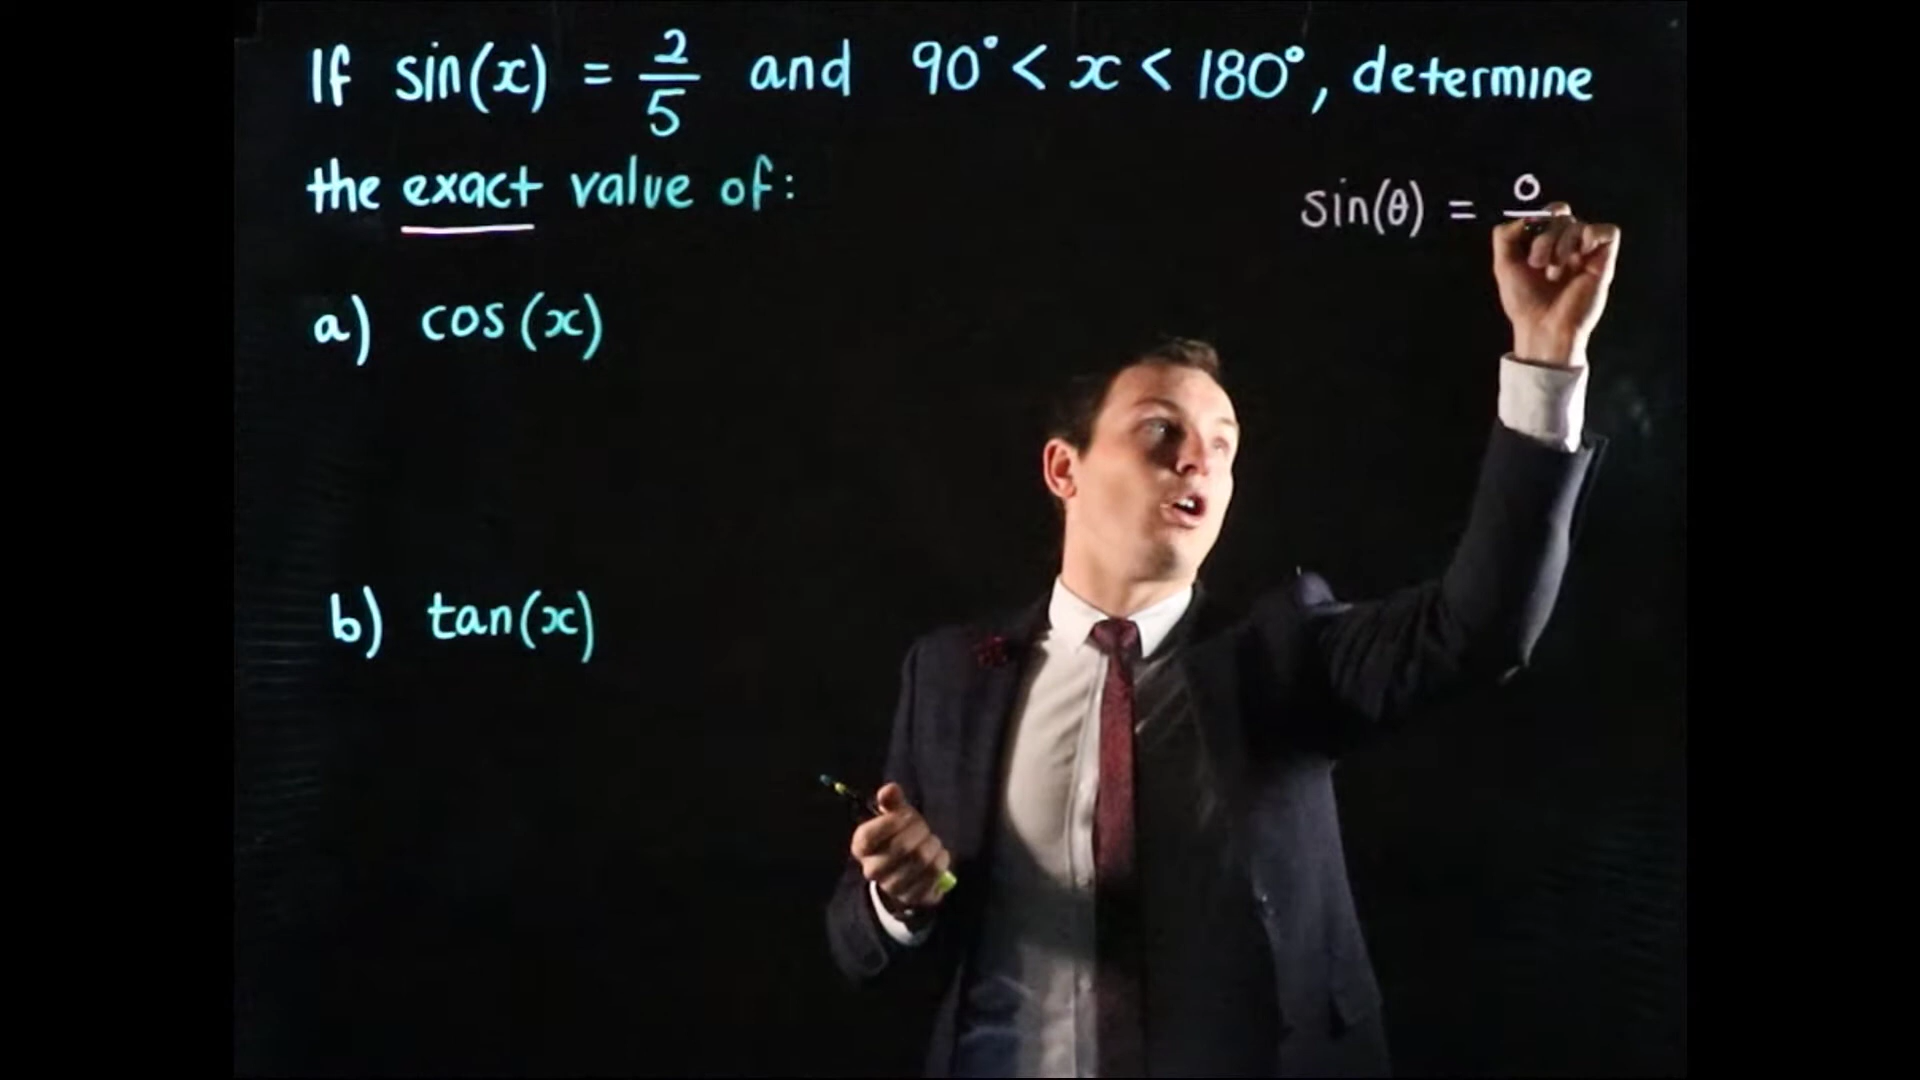 If sin(x) = 2/5 and 90° < x < 180°, determine
the exact value of:
sin(θ) = o
a) cos(x)
b) tan(x)